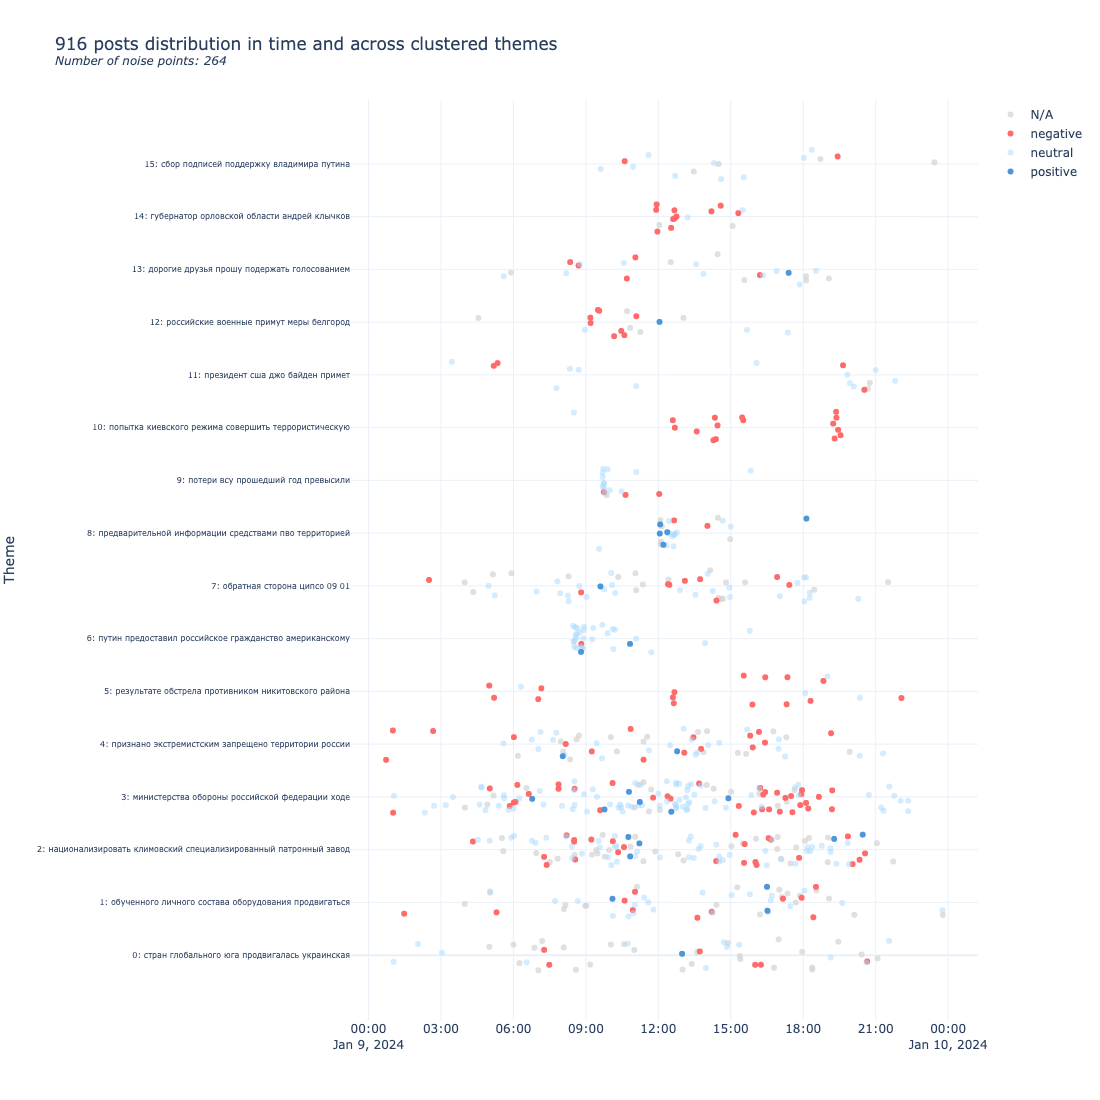 916 posts distribution in time and across clustered themes
Number of noise points: 264
N/A
negative
neutral
positive
Theme
15: сбор подписей поддержку владимира путина
14: губернатор орловской области андрей клычков
13: дорогие друзья прошу подержать голосованием
12: российские военные примут меры белгород
11: президент сша джо байден примет
10: попытка киевского режима совершить террористическую
9: потери всу прошедший год превысили
8: предварительной информации средствами пво территорией
7: обратная сторона ципсо 09 01
6: путин предоставил российское гражданство американскому
5: результате обстрела противником никитовского района
4: признано экстремистским запрещено территории россии
3: министерства обороны российской федерации ходе
2: национализировать климовский специализированный патронный завод
1: обученного личного состава оборудования продвигаться
0: стран глобального юга продвигалась украинская
00:00 03:00 06:00 09:00 12:00 15:00 18:00 21:00 00:00
Jan 9, 2024 Jan 10, 2024